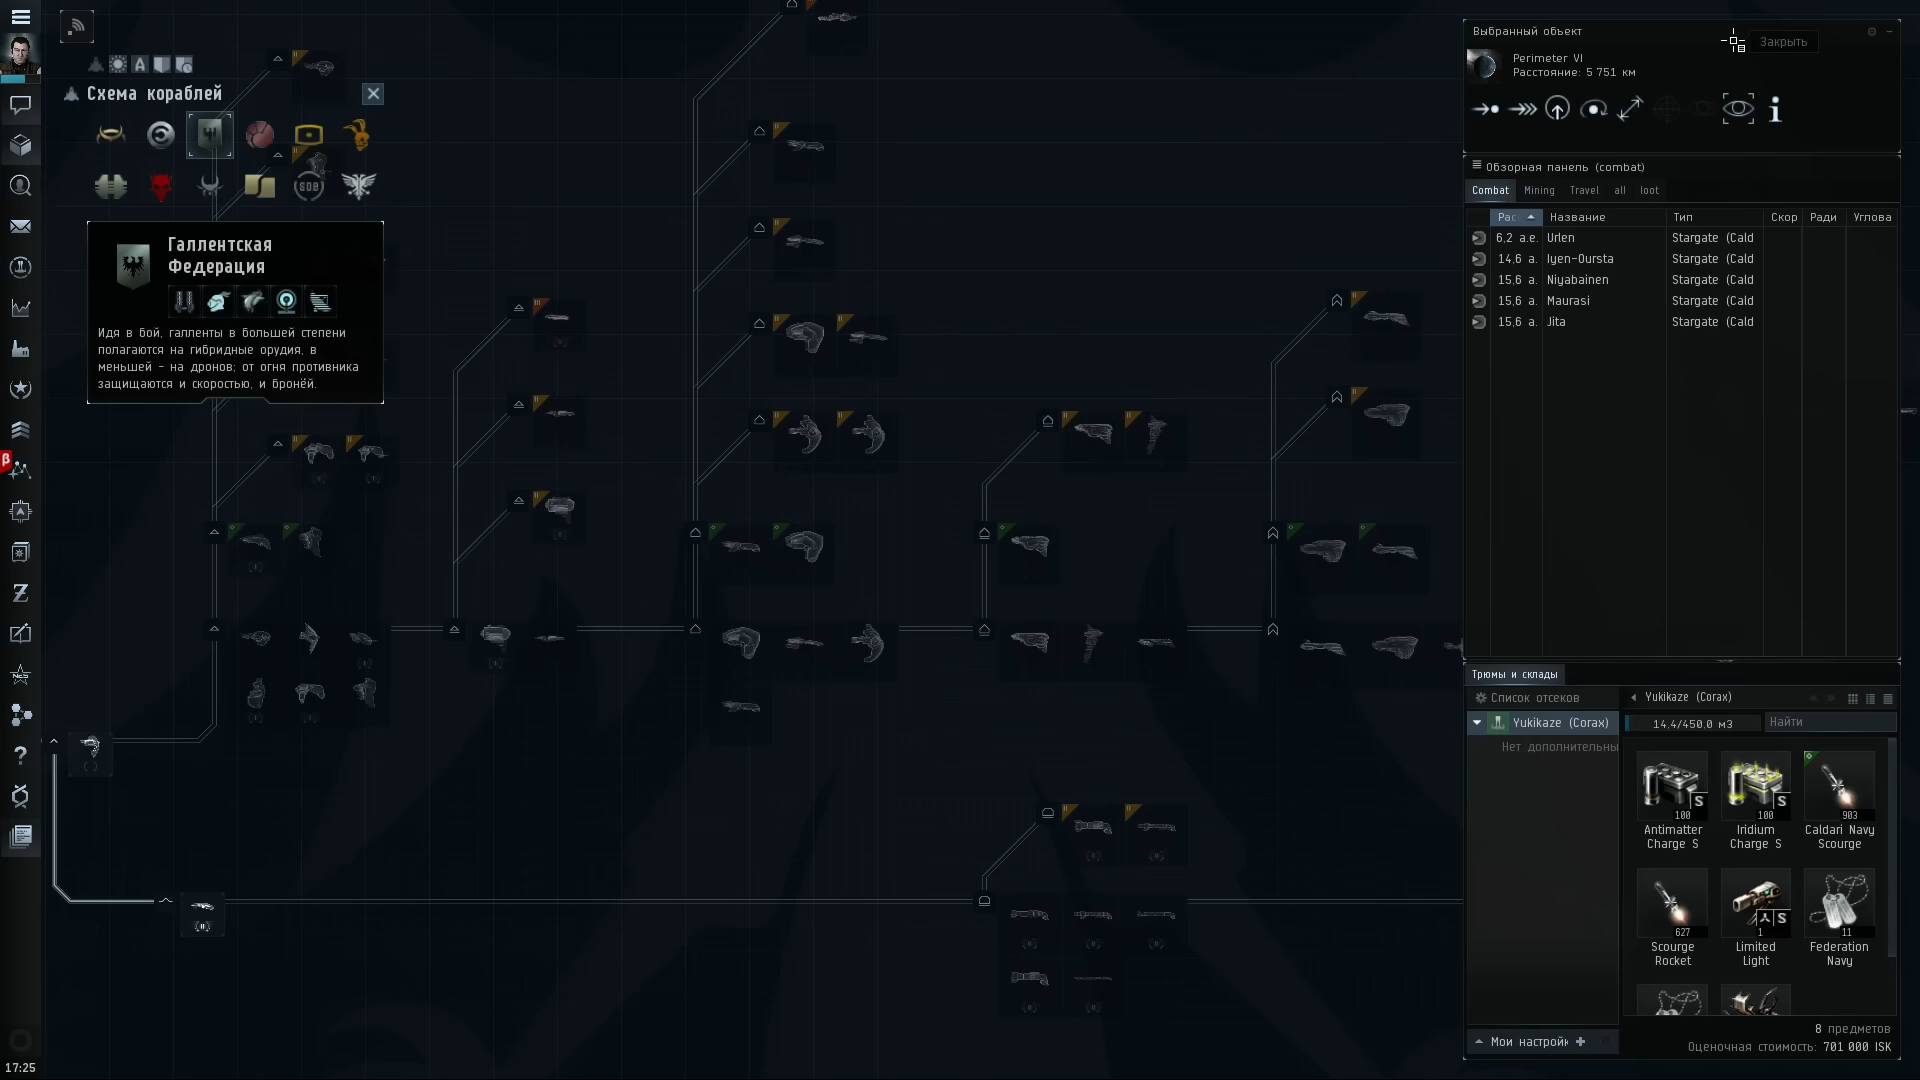 Схема кораблей
Галлентская
Федерация
Идя в бой, галленты в большей степени
полагаются на гибридные орудия, в
меньшей – на дронов; от огня противника
защищаются и скоростью, и бронёй.
17:25
Выбранный объект
Закрыть
Perimeter VI
Расстояние: 5 751 км
Обзорная панель (combat)
Combat Mining Travel all loot
Рас Название Тип Скор Ради Углова
6,2 а.е. Urlen Stargate (Cald
14,6 а. Iyen-Oursta Stargate (Cald
15,6 а. Niyabainen Stargate (Cald
15,6 а. Maurasi Stargate (Cald
15,6 а. Jita Stargate (Cald
Трюмы и склады
Список отсеков
Yukikaze (Corax)
Yukikaze (Corax)
Нет дополнительны
14,4/450,0 м3
Найти
100
Antimatter
Charge S
100
Iridium
Charge S
903
Caldari Navy
Scourge
627
Scourge
Rocket
1
Limited
Light
11
Federation
Navy
Мои настройк
8 предметов
Оценочная стоимость: 701 000 ISK